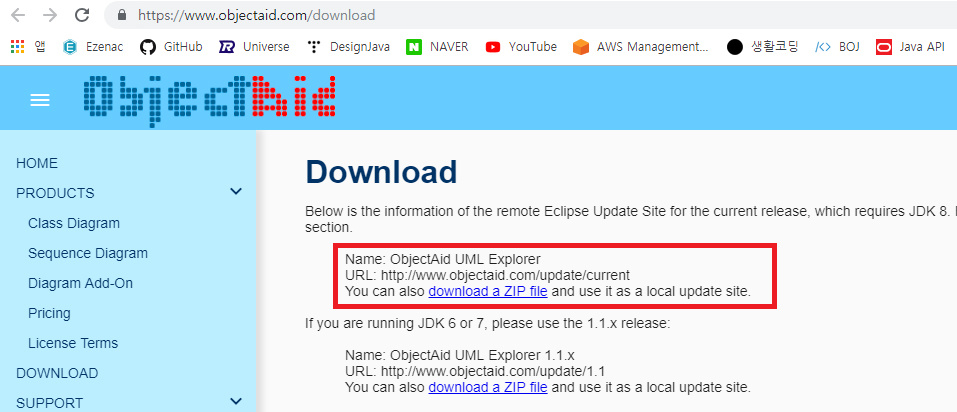 https://www.objectaid.com/download
앱 Ezenac GitHub Universe DesignJava NAVER YouTube AWS Management... 생활코딩 BOJ Java API
ObjectAid
HOME
PRODUCTS
Class Diagram
Sequence Diagram
Diagram Add-On
Pricing
License Terms
DOWNLOAD
SUPPORT
Download
Below is the information of the remote Eclipse Update Site for the current release, which requires JDK 8.
section.
Name: ObjectAid UML Explorer
URL: http://www.objectaid.com/update/current
You can also download a ZIP file and use it as a local update site.
If you are running JDK 6 or 7, please use the 1.1.x release:
Name: ObjectAid UML Explorer 1.1.x
URL: http://www.objectaid.com/update/1.1
You can also download a ZIP file and use it as a local update site.